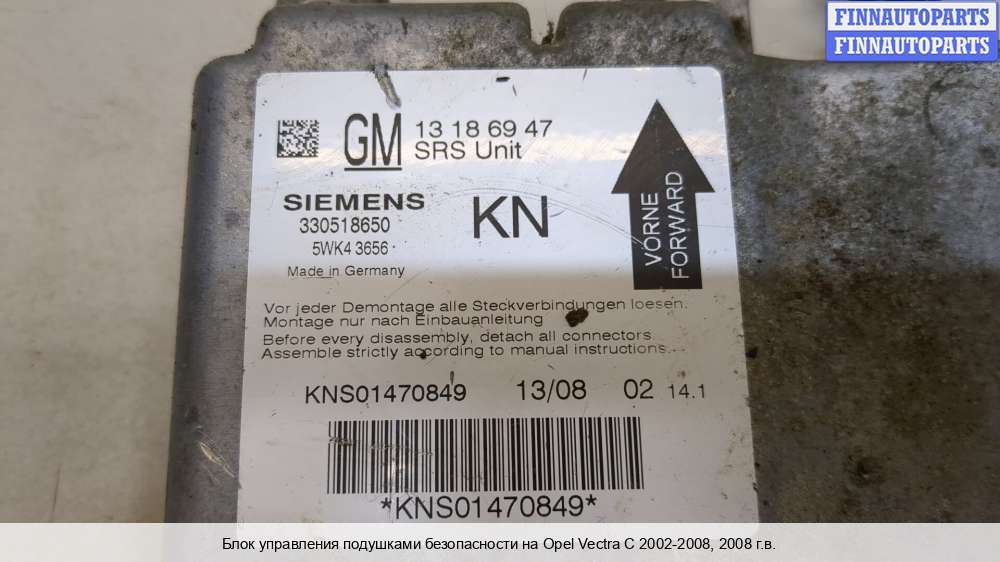 FINNAUTOPARTS
FINNAUTOPARTS
GM 13 18 69 47
SRS Unit
SIEMENS
330518650
5WK4 3656
Made in Germany
KN
VORNE
FORWARD
Vor jeder Demontage alle Steckverbindungen loesen.
Montage nur nach Einbauanleitung
Before every disassembly, detach all connectors
Assemble strictly according to manual instructions.
KNS01470849 13/08 02 14.1
*KNS01470849*
Блок управления подушками безопасности на Opel Vectra C 2002-2008, 2008 г.в.